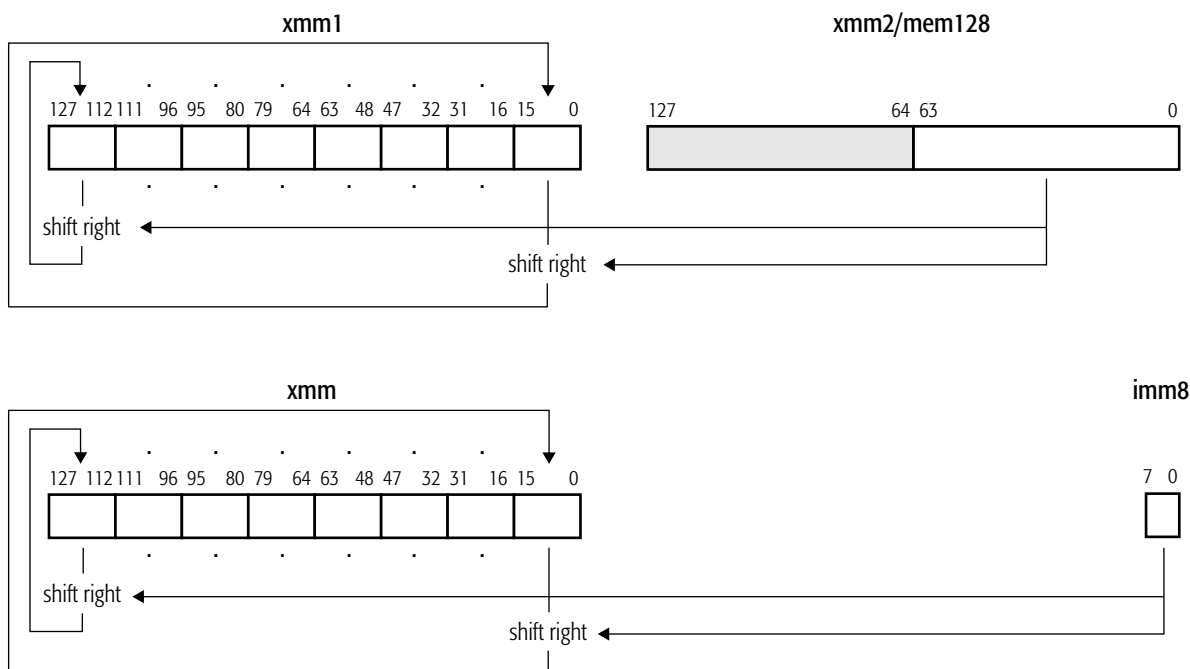 xmm1 xmm2/mem128
127 112 111 96 95 80 79 64 63 48 47 32 31 16 15 0 127 64 63 0
shift right
shift right
xmm imm8
127 112 111 96 95 80 79 64 63 48 47 32 31 16 15 0 7 0
shift right
shift right